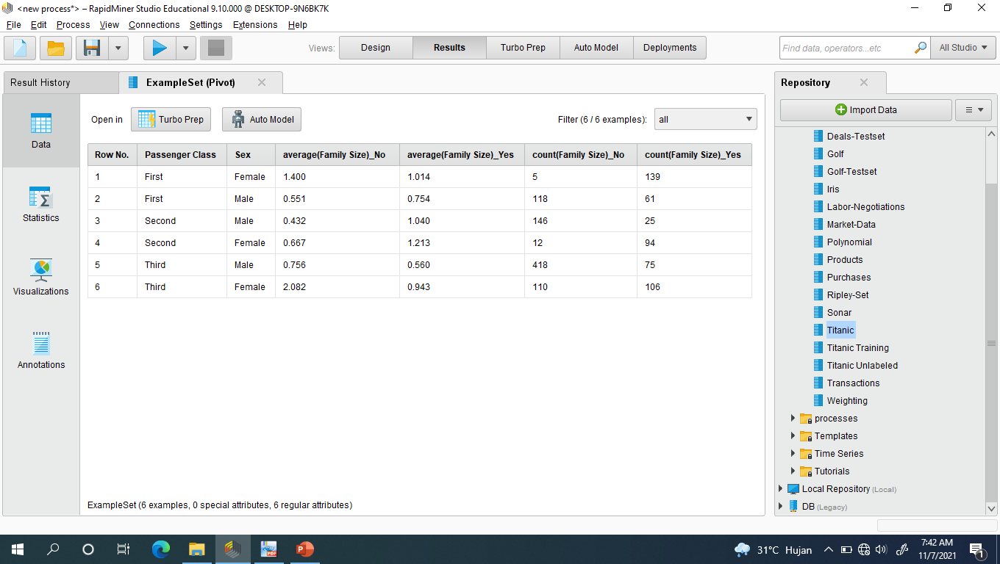 <new process*> – RapidMiner Studio Educational 9.10.000 @ DESKTOP-9N6BK7K
File Edit Process View Connections Settings Extensions Help
Views: Design Results Turbo Prep Auto Model Deployments Find data, operators...etc All Studio
Result History ExampleSet (Pivot)
Data
Statistics
Visualizations
Annotations
Open in Turbo Prep Auto Model Filter (6 / 6 examples): all
Row No. Passenger Class Sex average(Family Size)_No average(Family Size)_Yes count(Family Size)_No count(Family Size)_Yes
1 First Female 1.400 1.014 5 139
2 First Male 0.551 0.754 118 61
3 Second Male 0.432 1.040 146 25
4 Second Female 0.667 1.213 12 94
5 Third Male 0.756 0.560 418 75
6 Third Female 2.082 0.943 110 106
ExampleSet (6 examples, 0 special attributes, 6 regular attributes)
Repository
Import Data
Deals-Testset
Golf
Golf-Testset
Iris
Labor-Negotiations
Market-Data
Polynomial
Products
Purchases
Ripley-Set
Sonar
Titanic
Titanic Training
Titanic Unlabeled
Transactions
Weighting
processes
Templates
Time Series
Tutorials
Local Repository (Local)
DB (Legacy)
PDF
P
31°C Hujan
7:42 AM
11/7/2021
1